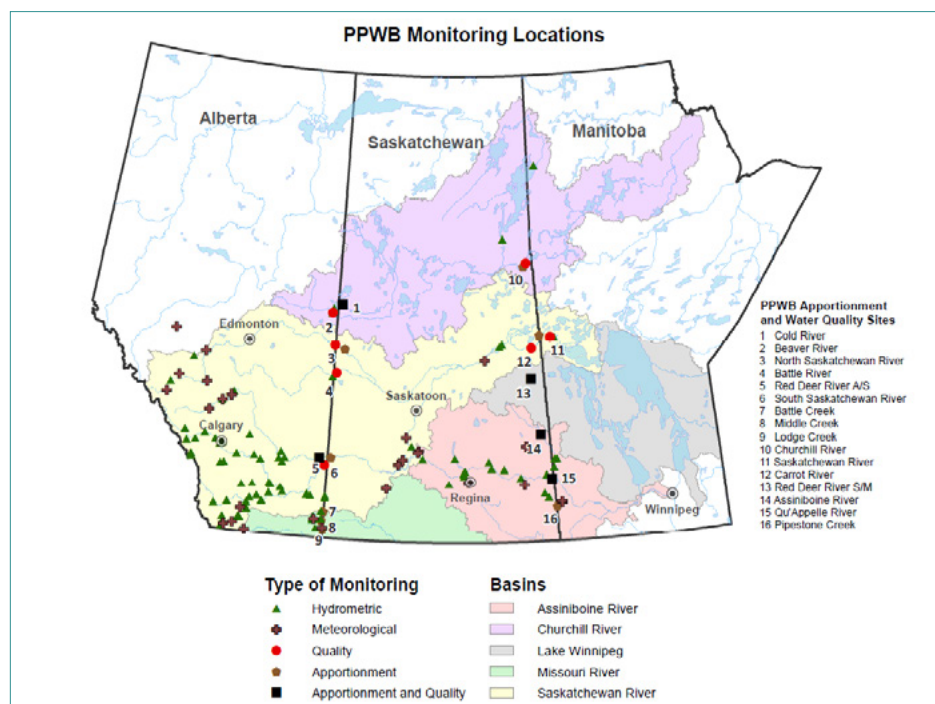 PPWB Monitoring Locations
Alberta
Saskatchewan
Manitoba
10
1
2
Edmonton
3
4
12
11
13
Saskatoon
Calgary
14
5
6
15
Regina
Winnipeg
7
16
8
9
PPWB Apportionment
and Water Quality Sites
1 Cold River
2 Beaver River
3 North Saskatchewan River
4 Battle River
5 Red Deer River A/S
6 South Saskatchewan River
7 Battle Creek
8 Middle Creek
9 Lodge Creek
10 Churchill River
11 Saskatchewan River
12 Carrot River
13 Red Deer River S/M
14 Assiniboine River
15 Qu'Appelle River
16 Pipestone Creek
Type of Monitoring
Hydrometric
Meteorological
Quality
Apportionment
Apportionment and Quality
Basins
Assiniboine River
Churchill River
Lake Winnipeg
Missouri River
Saskatchewan River